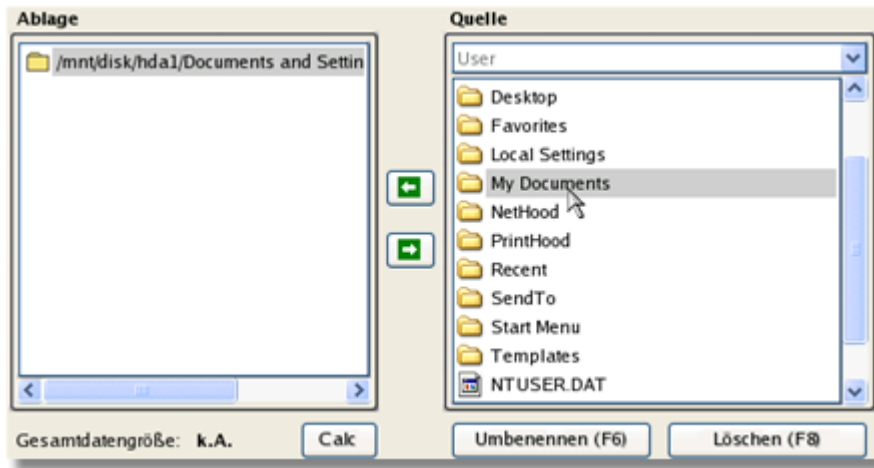 Ablage
/mnt/disk/hda1/Documents and Settin
Gesamtdatengröße: k.A.
Calc
Quelle
User
Desktop
Favorites
Local Settings
My Documents
NetHood
PrintHood
Recent
SendTo
Start Menu
Templates
NTUSER.DAT
Umbenennen (F6)
Löschen (F8)